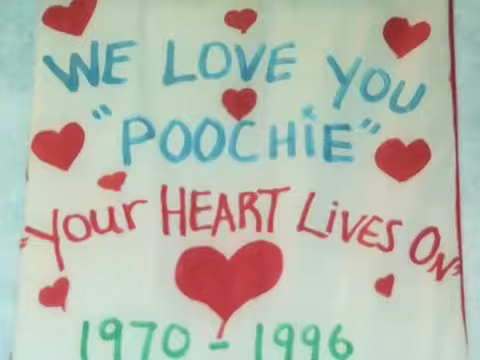 WE LOVE YOU
"POOCHiE"
"Your HEART LiVES ON"
1970 - 1996